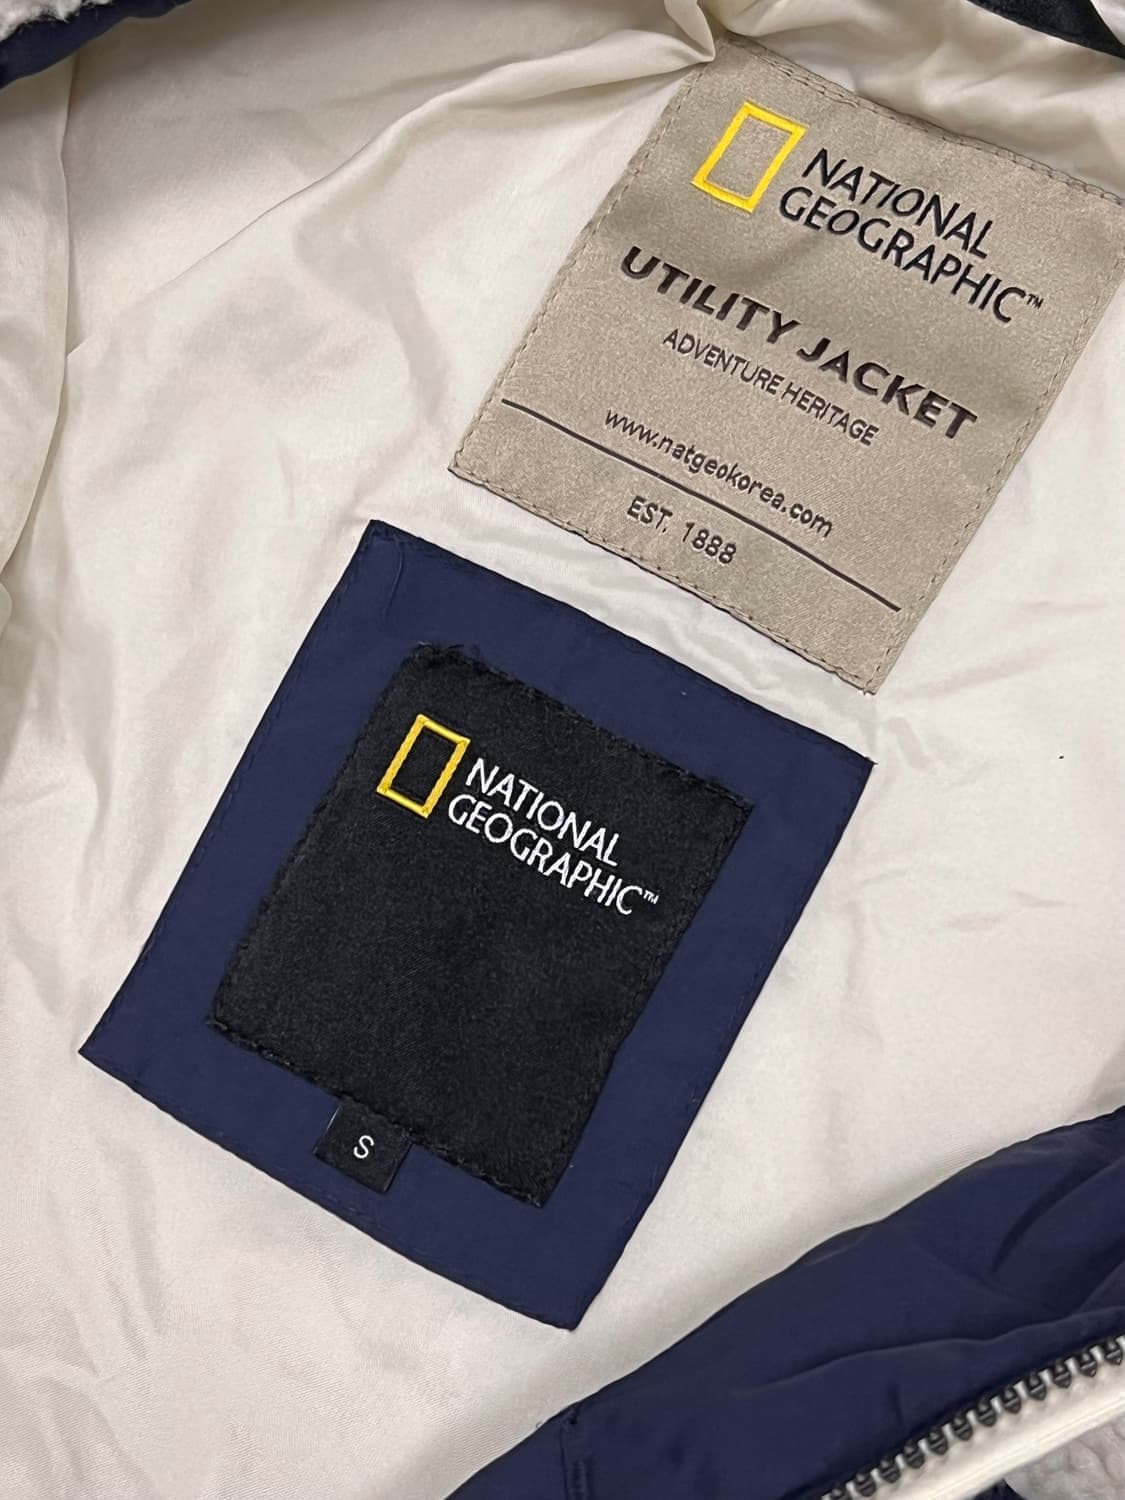 NATIONAL
GEOGRAPHIC™
UTILITY JACKET
ADVENTURE HERITAGE
www.natgeokorea.com
EST. 1888
NATIONAL
GEOGRAPHIC™
S